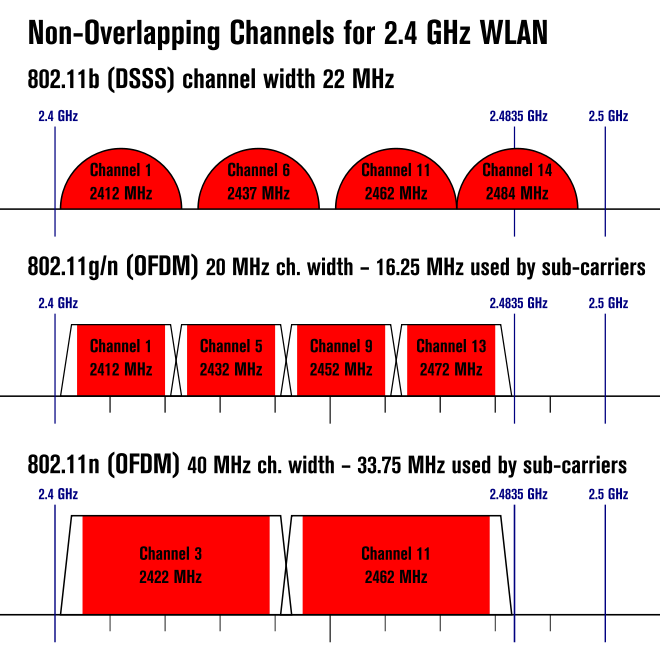 Non-Overlapping Channels for 2.4 GHz WLAN
802.11b (DSSS) channel width 22 MHz
2.4 GHz 2.4835 GHz 2.5 GHz
Channel 1 Channel 6 Channel 11 Channel 14
2412 MHz 2437 MHz 2462 MHz 2484 MHz
802.11g/n (OFDM) 20 MHz ch. width – 16.25 MHz used by sub-carriers
2.4 GHz 2.4835 GHz 2.5 GHz
Channel 1 Channel 5 Channel 9 Channel 13
2412 MHz 2432 MHz 2452 MHz 2472 MHz
802.11n (OFDM) 40 MHz ch. width – 33.75 MHz used by sub-carriers
2.4 GHz 2.4835 GHz 2.5 GHz
Channel 3 Channel 11
2422 MHz 2462 MHz